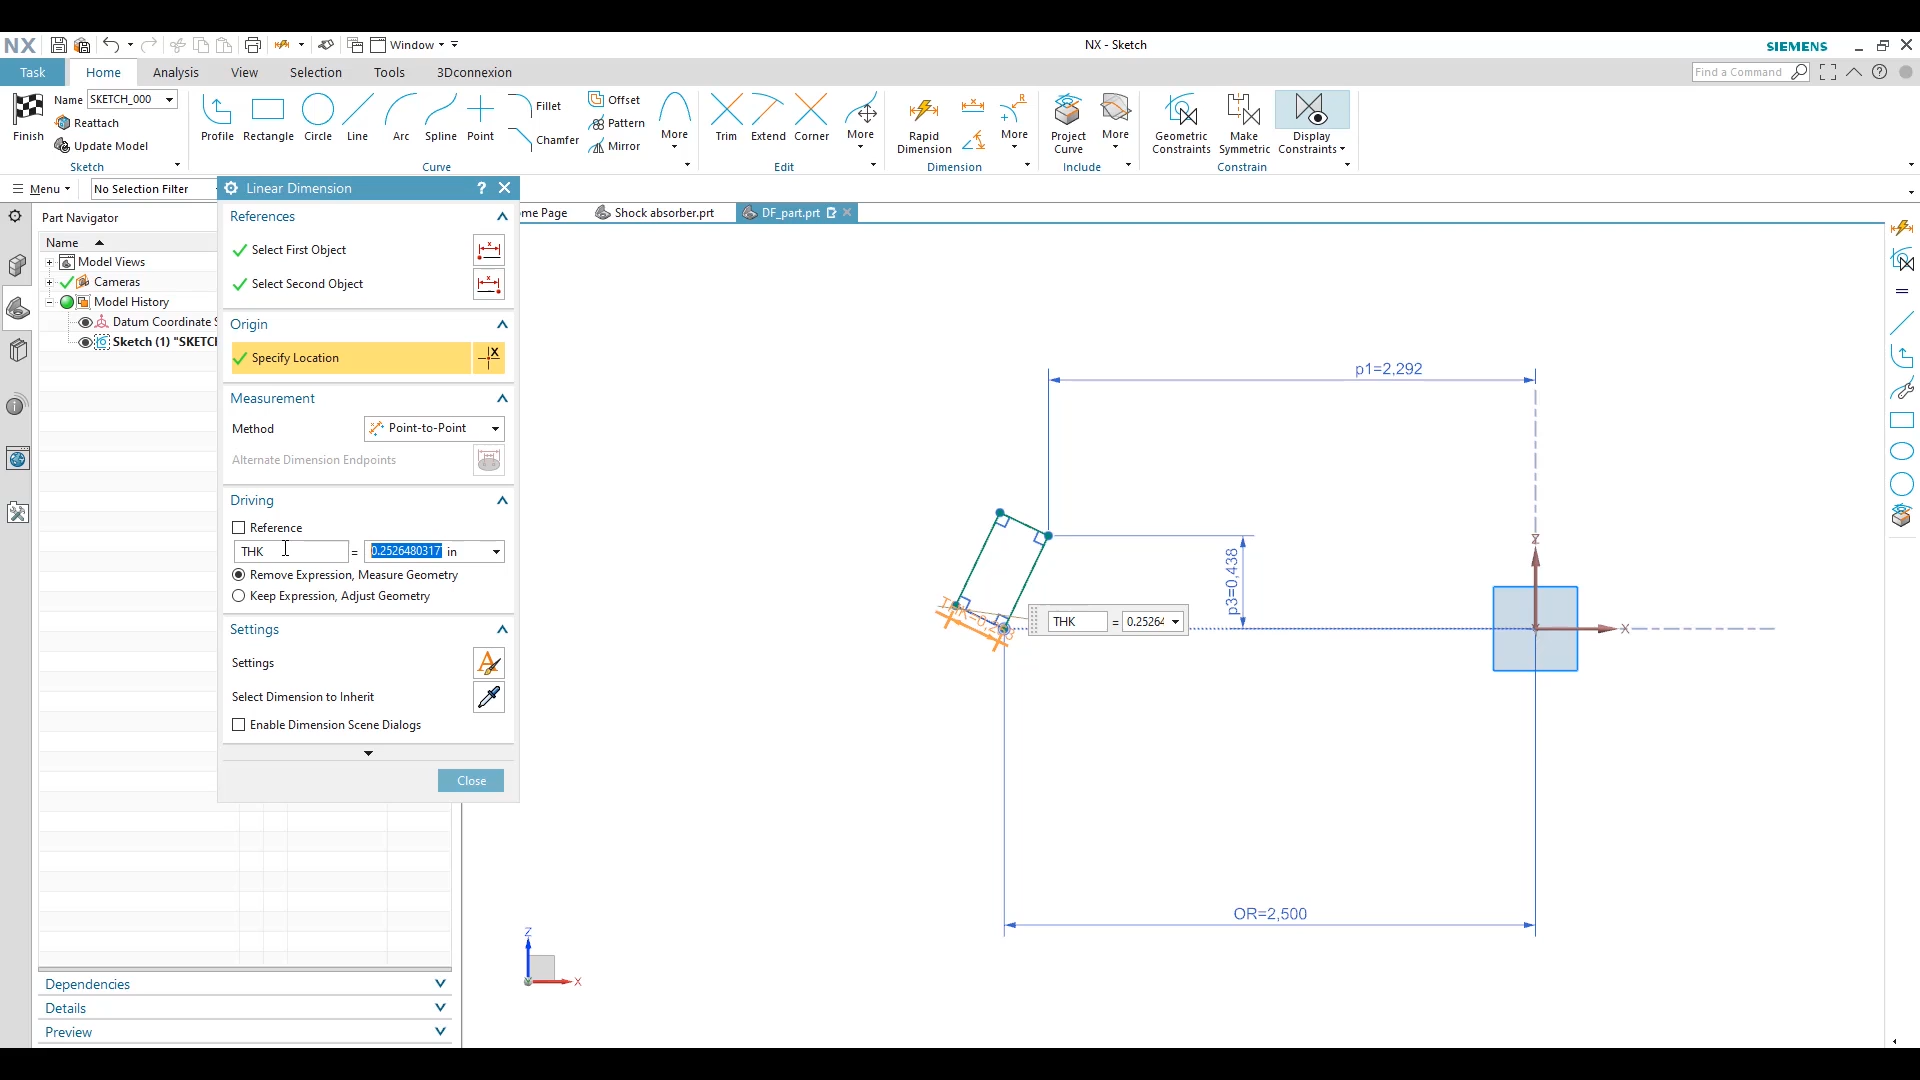 NX
Window
NX - Sketch
SIEMENS
Task
Home
Analysis
View
Selection
Tools
3Dconnexion
Find a Command
Finish
Name
SKETCH_000
Reattach
Update Model
Sketch
Profile
Rectangle
Circle
Line
Arc
Spline
Point
Fillet
Chamfer
Offset
Pattern
Mirror
More
Curve
Trim
Extend
Corner
More
Edit
Rapid
Dimension
More
Dimension
Project
Curve
More
Include
Geometric
Constraints
Make
Symmetric
Display
Constraints
Constrain
Menu
No Selection Filter
Linear Dimension
Part Navigator
Name
Model Views
Cameras
Model History
Datum Coordinate S
Sketch (1) "SKETCH
References
Select First Object
Select Second Object
Origin
Specify Location
Measurement
Method
Point-to-Point
Alternate Dimension Endpoints
Driving
Reference
THK = 0.2526480317 in
Remove Expression, Measure Geometry
Keep Expression, Adjust Geometry
Settings
Settings
Select Dimension to Inherit
Enable Dimension Scene Dialogs
Close
Home Page
Shock absorber.prt
DF_part.prt
p1=2,292
p3=0,438
THK = 0.2526
Z
X
OR=2,500
Z
X
Dependencies
Details
Preview